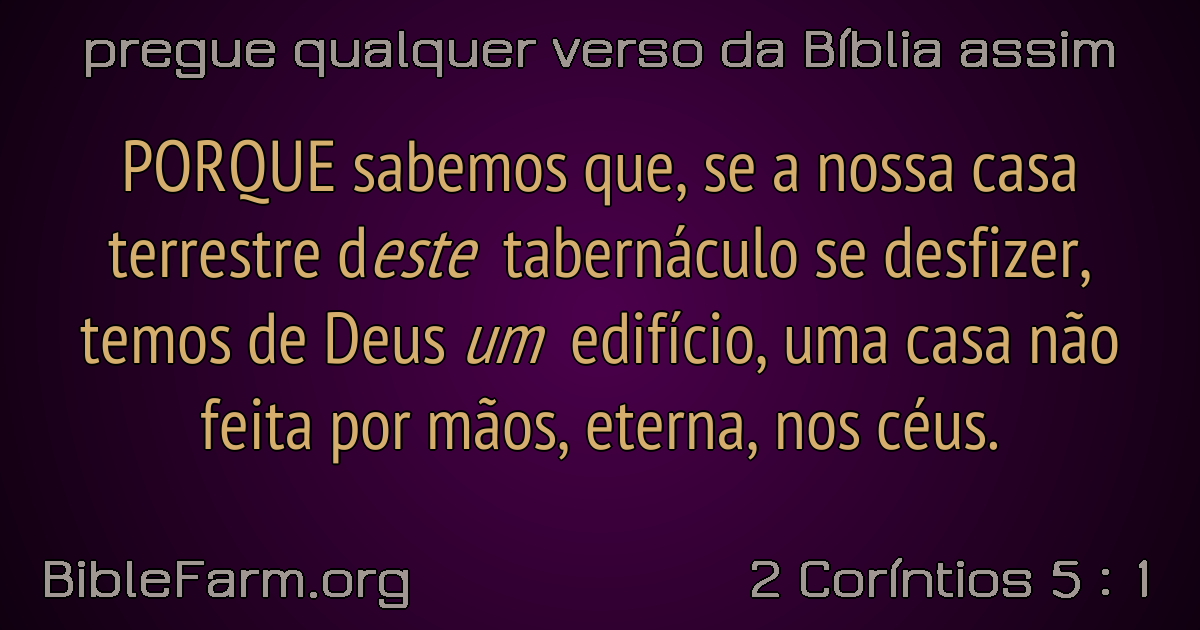 pregue qualquer verso da Bíblia assim
PORQUE sabemos que, se a nossa casa
terrestre deste tabernáculo se desfizer,
temos de Deus um edifício, uma casa não
feita por mãos, eterna, nos céus.
BibleFarm.org
2 Coríntios 5 : 1